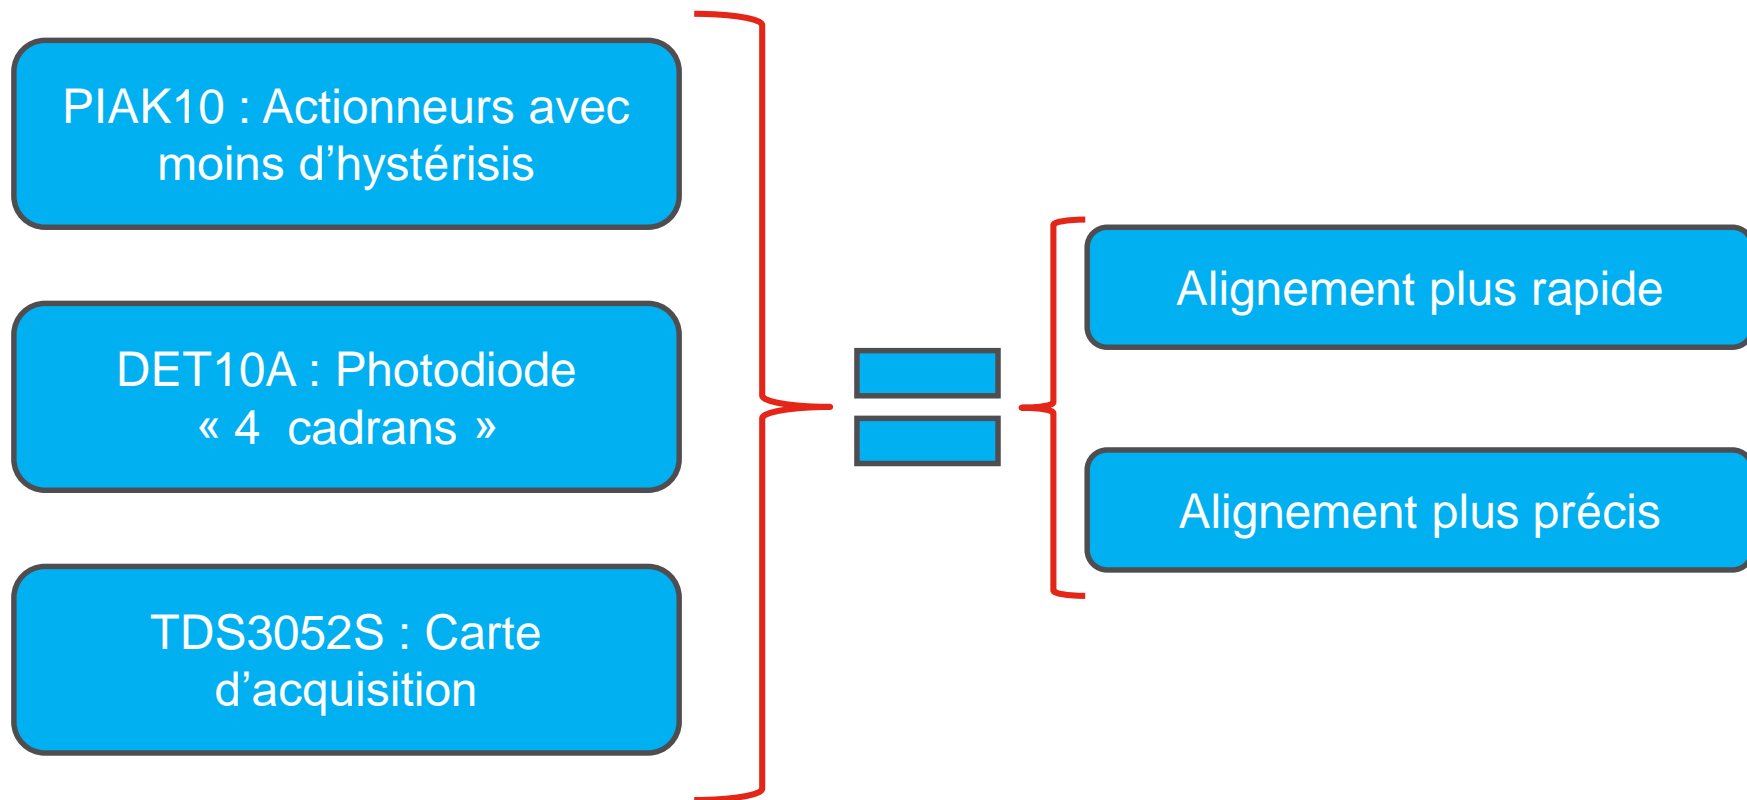 PIAK10 : Actionneurs avec
moins d’hystérisis
DET10A : Photodiode
« 4  cadrans »
TDS3052S : Carte
d’acquisition
Alignement plus rapide
Alignement plus précis